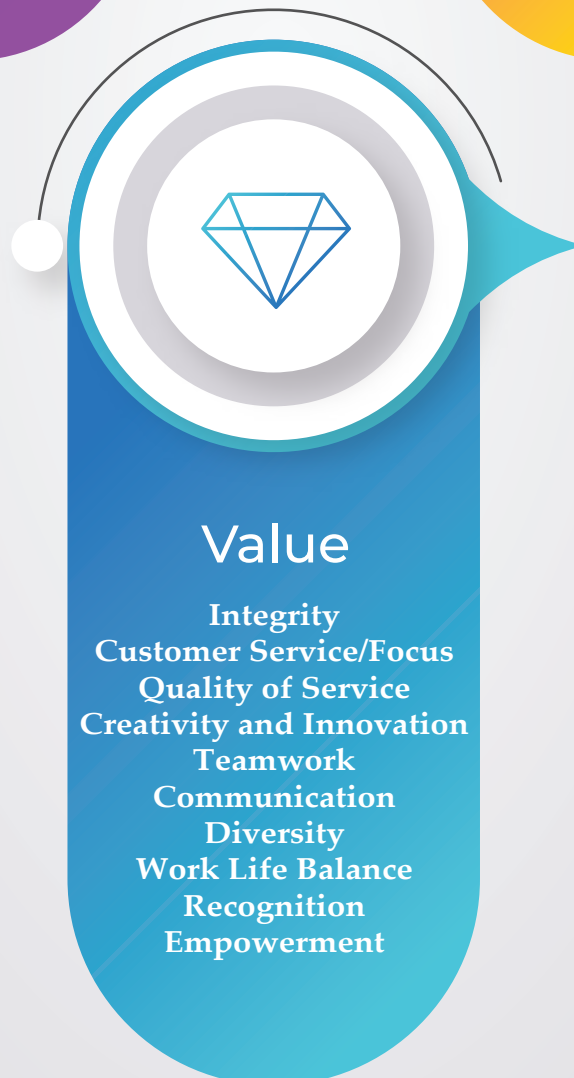 Value
Integrity
Customer Service/Focus
Quality of Service
Creativity and Innovation
Teamwork
Communication
Diversity
Work Life Balance
Recognition
Empowerment